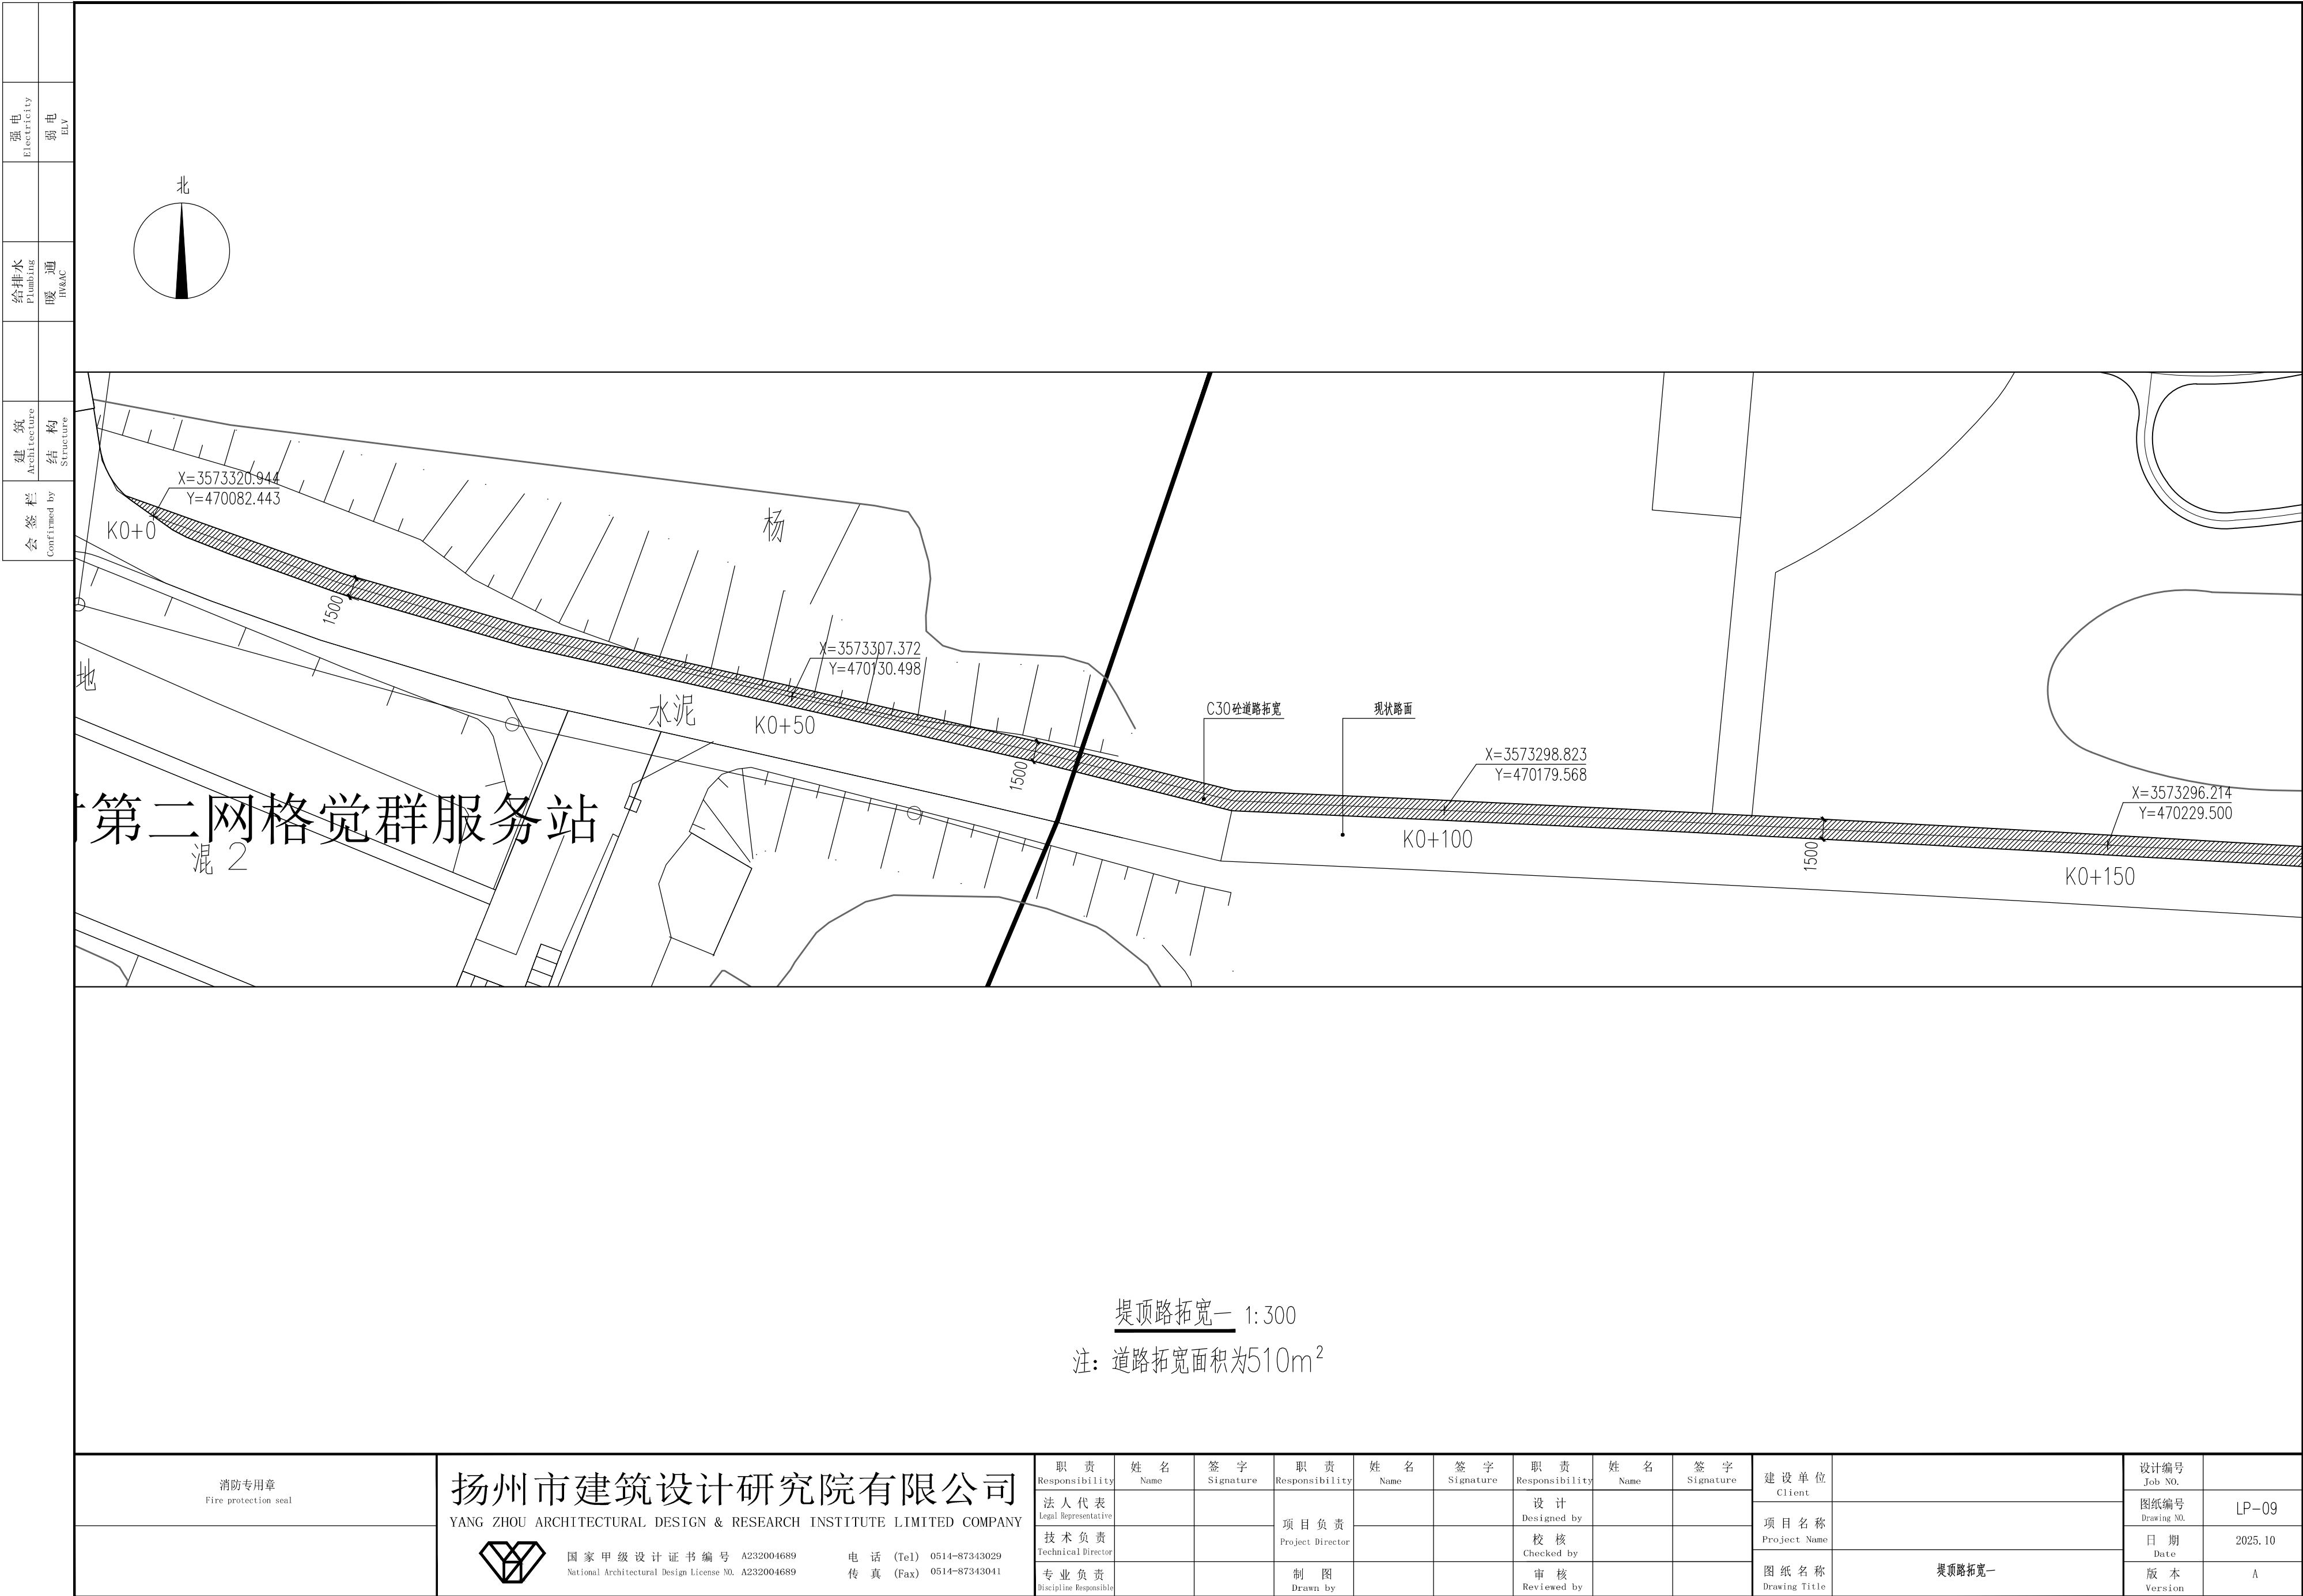 强 电
Electricity
弱 电
ELV
给排水
Plumbing
暖 通
HV&AC
建 筑
Architecture
结 构
Structure
会 签 栏
Confirmed by
北
X=3573320.944
Y=470082.443
K0+0
1500
杨
X=3573307.372
Y=470130.498
地
水泥
K0+50
C30砼道路拓宽
现状路面
1500
X=3573298.823
Y=470179.568
K0+100
X=3573296.214
Y=470229.500
1500
K0+150
第二网格党群服务站
混 2
堤顶路拓宽一 1:300
注: 道路拓宽面积为510m²
消防专用章
Fire protection seal
扬州市建筑设计研究院有限公司
YANG ZHOU ARCHITECTURAL DESIGN & RESEARCH INSTITUTE LIMITED COMPANY
国 家 甲 级 设 计 证 书 编 号 A232004689
National Architectural Design License NO. A232004689
电 话 (Tel) 0514-87343029
传 真 (Fax) 0514-87343041
职 责 姓 名 签 字 职 责 姓 名 签 字 职 责 姓 名 签 字
Responsibility Name Signature Responsibility Name Signature Responsibility Name Signature
法 人 代 表
Legal Representative
技 术 负 责
Technical Director
专 业 负 责
Discipline Responsible
项 目 负 责
Project Director
制 图
Drawn by
设 计
Designed by
校 核
Checked by
审 核
Reviewed by
建 设 单 位
Client
项 目 名 称
Project Name
图 纸 名 称
Drawing Title
堤顶路拓宽一
设计编号
Job NO.
图纸编号
Drawing NO.
LP-09
日 期
Date
2025.10
版 本
Version
A